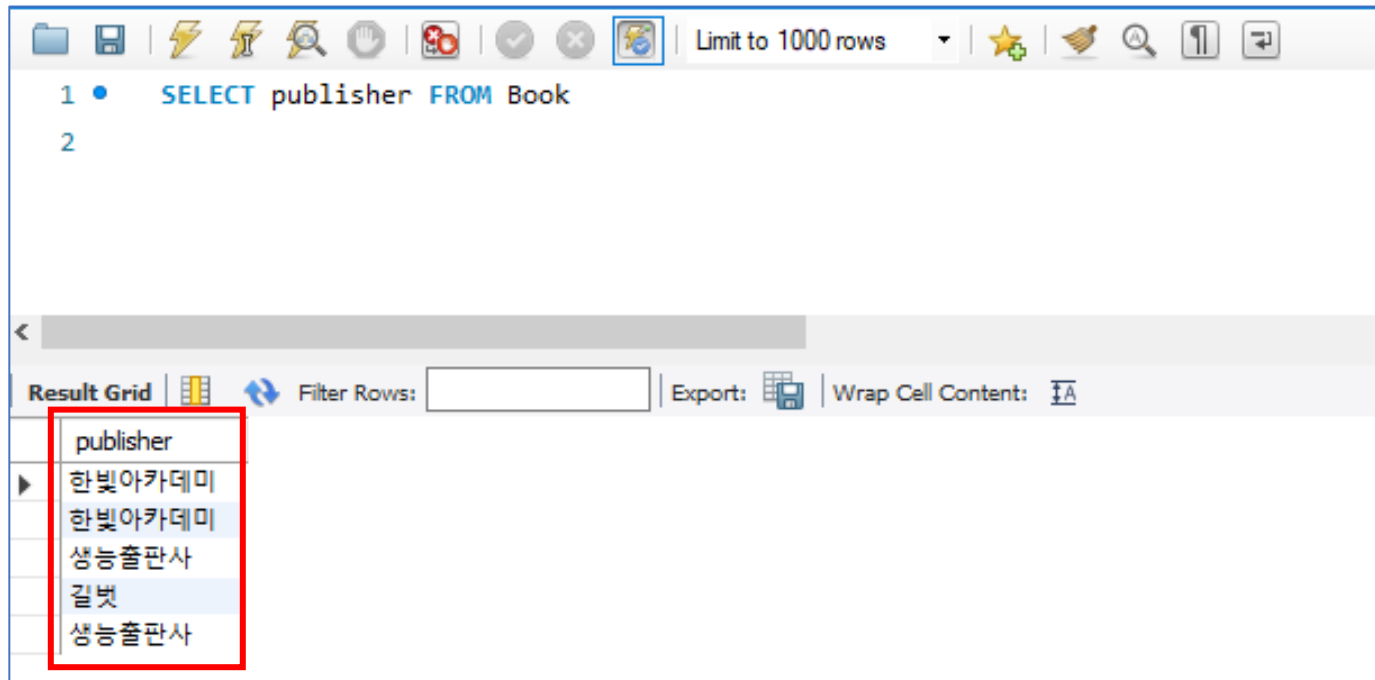 Limit to 1000 rows
1 SELECT publisher FROM Book
2
Result Grid Filter Rows: Export: Wrap Cell Content: IA
publisher
한빛아카데미
한빛아카데미
생능출판사
길벗
생능출판사